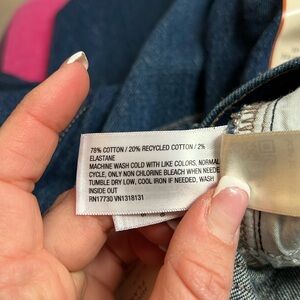 78% COTTON / 20% RECYCLED COTTON / 2%
ELASTANE
MACHINE WASH COLD WITH LIKE COLORS, NORMAL
CYCLE, ONLY NON CHLORINE BLEACH WHEN NEEDE
TUMBLE DRY LOW, COOL IRON IF NEEDED, WASH
INSIDE OUT
RN17730 VN1318131